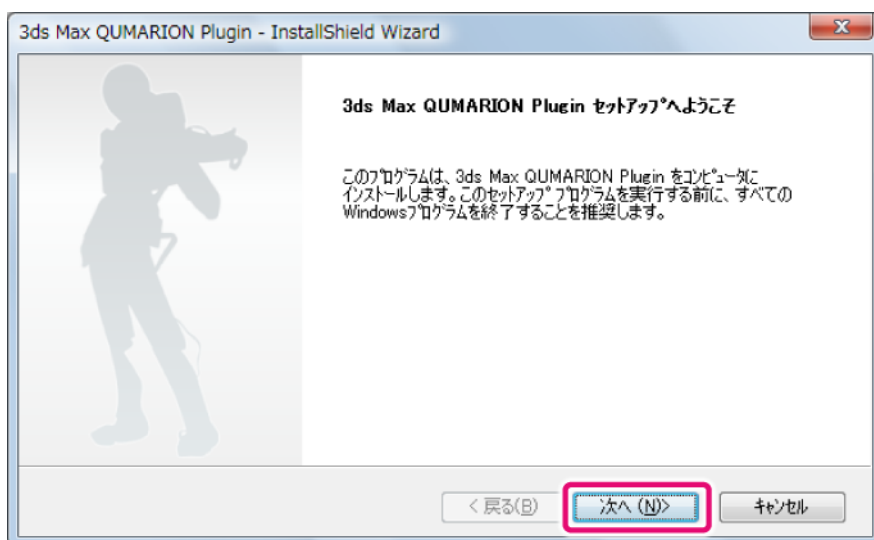 3ds Max QUMARION Plugin - InstallShield Wizard
3ds Max QUMARION Plugin ｾｯﾄｱｯﾌﾟへようこそ
このﾌﾟﾛｸﾞﾗﾑは、3ds Max QUMARION Plugin をｺﾝﾋﾟｭｰﾀに
ｲﾝｽﾄｰﾙします。このｾｯﾄｱｯﾌﾟ ﾌﾟﾛｸﾞﾗﾑを実行する前に、すべての
Windowsﾌﾟﾛｸﾞﾗﾑを終了することを推奨します。
< 戻る(B)
次へ (N)>
ｷｬﾝｾﾙ